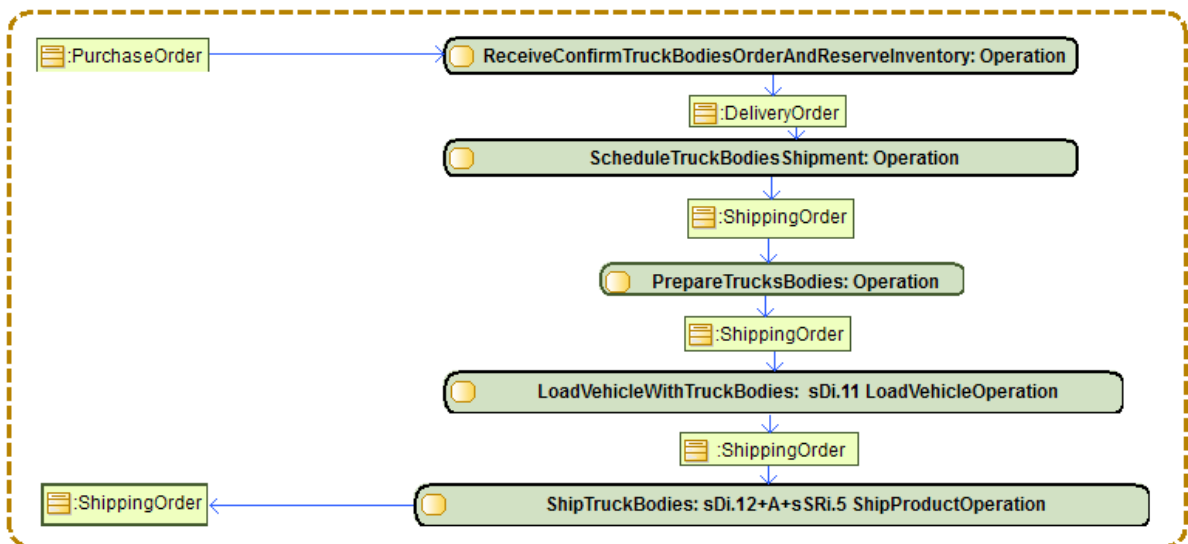 :PurchaseOrder
ReceiveConfirmTruckBodiesOrderAndReserveInventory: Operation
:DeliveryOrder
ScheduleTruckBodiesShipment: Operation
:ShippingOrder
PrepareTrucksBodies: Operation
:ShippingOrder
LoadVehicleWithTruckBodies: sDi.11 LoadVehicleOperation
:ShippingOrder
:ShippingOrder
ShipTruckBodies: sDi.12+A+sSRi.5 ShipProductOperation